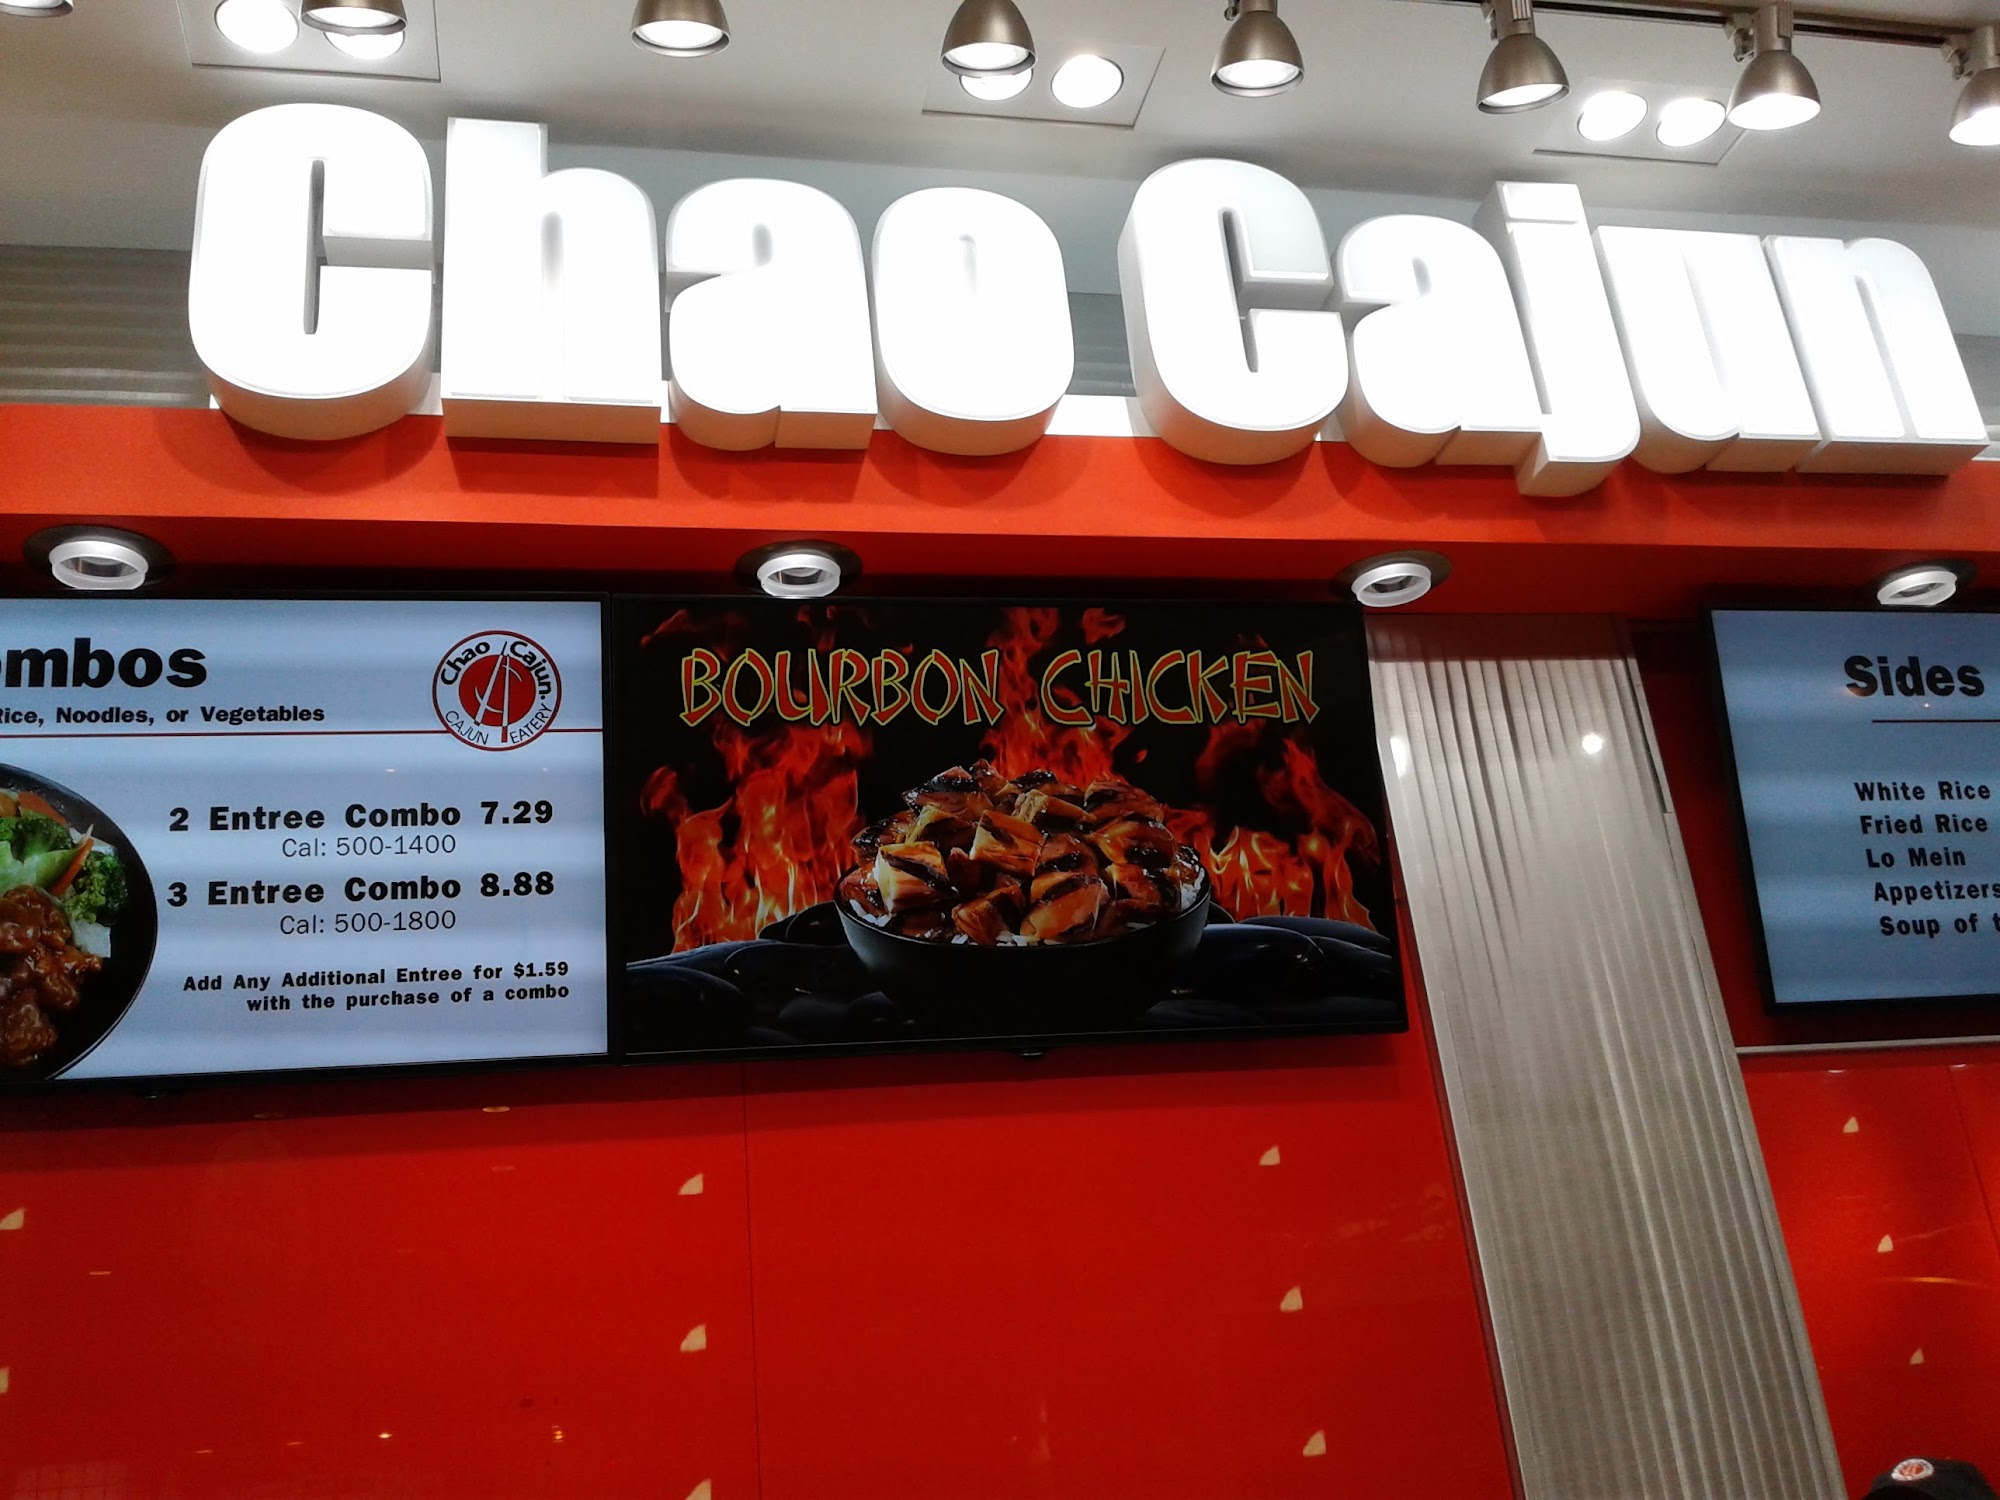 Chao Cajun
ombos
Rice, Noodles, or Vegetables
Chao Cajun
CAJUN EATERY
2 Entree Combo 7.29
Cal: 500-1400
3 Entree Combo 8.88
Cal: 500-1800
Add Any Additional Entree for $1.59
with the purchase of a combo
BOURBON CHICKEN
Sides
White Rice
Fried Rice
Lo Mein
Appetizers
Soup of t